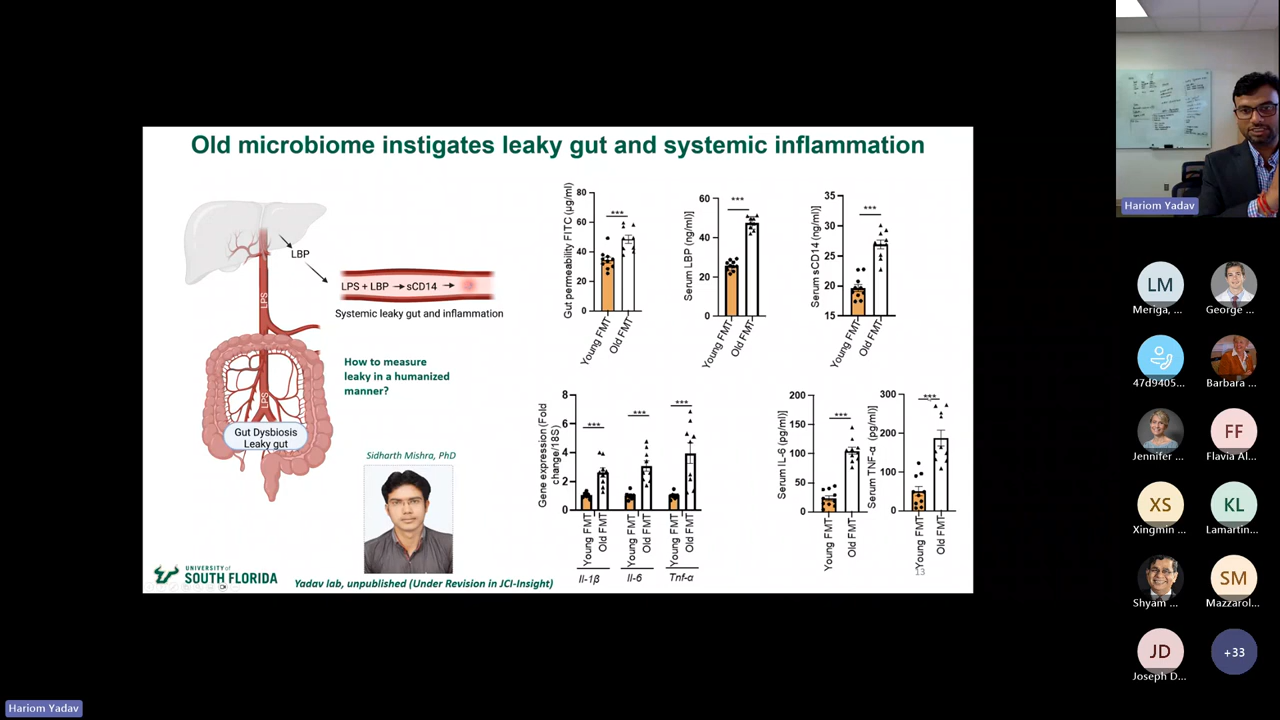 Old microbiome instigates leaky gut and systemic inflammation
LBP
LPS
LPS + LBP → sCD14 →
Systemic leaky gut and inflammation
How to measure
leaky in a humanized
manner?
LPS
Gut Dysbiosis
Leaky gut
Sidharth Mishra, PhD
UNIVERSITY of
SOUTH FLORIDA
Yadav lab, unpublished (Under Revision in JCI-Insight)
Gut permeability FITC (µg/ml)
80
60
40
20
0
***
Young FMT
Old FMT
Serum LBP (ng/ml)]
60
40
20
0
***
Young FMT
Old FMT
Serum sCD14 (ng/ml)]
35
30
25
20
15
***
Young FMT
Old FMT
Gene expression (Fold
change/18S)
8
6
4
2
0
***
***
***
Young FMT
Old FMT
Young FMT
Old FMT
Young FMT
Old FMT
Il-1β
Il-6
Tnf-α
Serum IL-6 (pg/ml)]
200
150
100
50
0
***
Young FMT
Old FMT
Serum TNF-α (pg/ml)]
300
200
100
0
***
Young FMT
Old FMT
13
Hariom Yadav
LM
Meriga, ...
George ...
47d9405...
Barbara ...
Jennifer ...
FF
Flavia Al...
XS
Xingmin ...
KL
Lamartin...
Shyam ...
SM
Mazzarol...
JD
Joseph D...
+33
Hariom Yadav